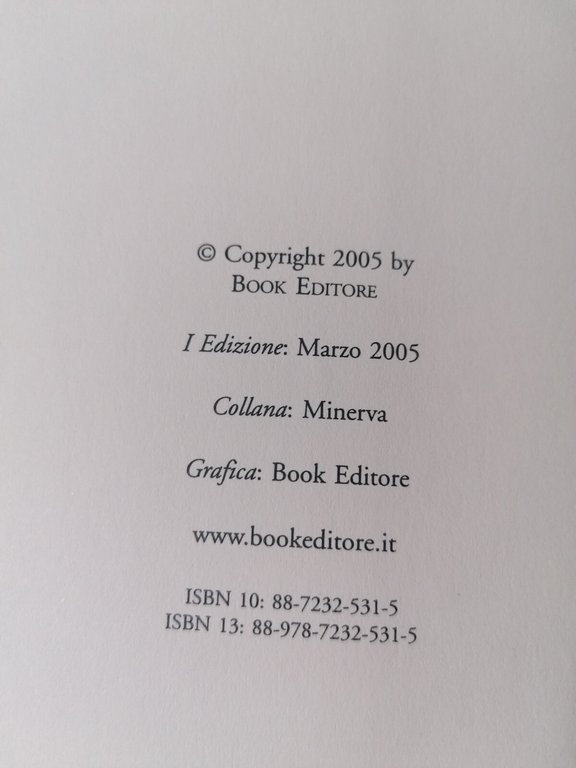 © Copyright 2005 by
BOOK EDITORE
I Edizione: Marzo 2005
Collana: Minerva
Grafica: Book Editore
www.bookeditore.it
ISBN 10: 88-7232-531-5
ISBN 13: 88-978-7232-531-5